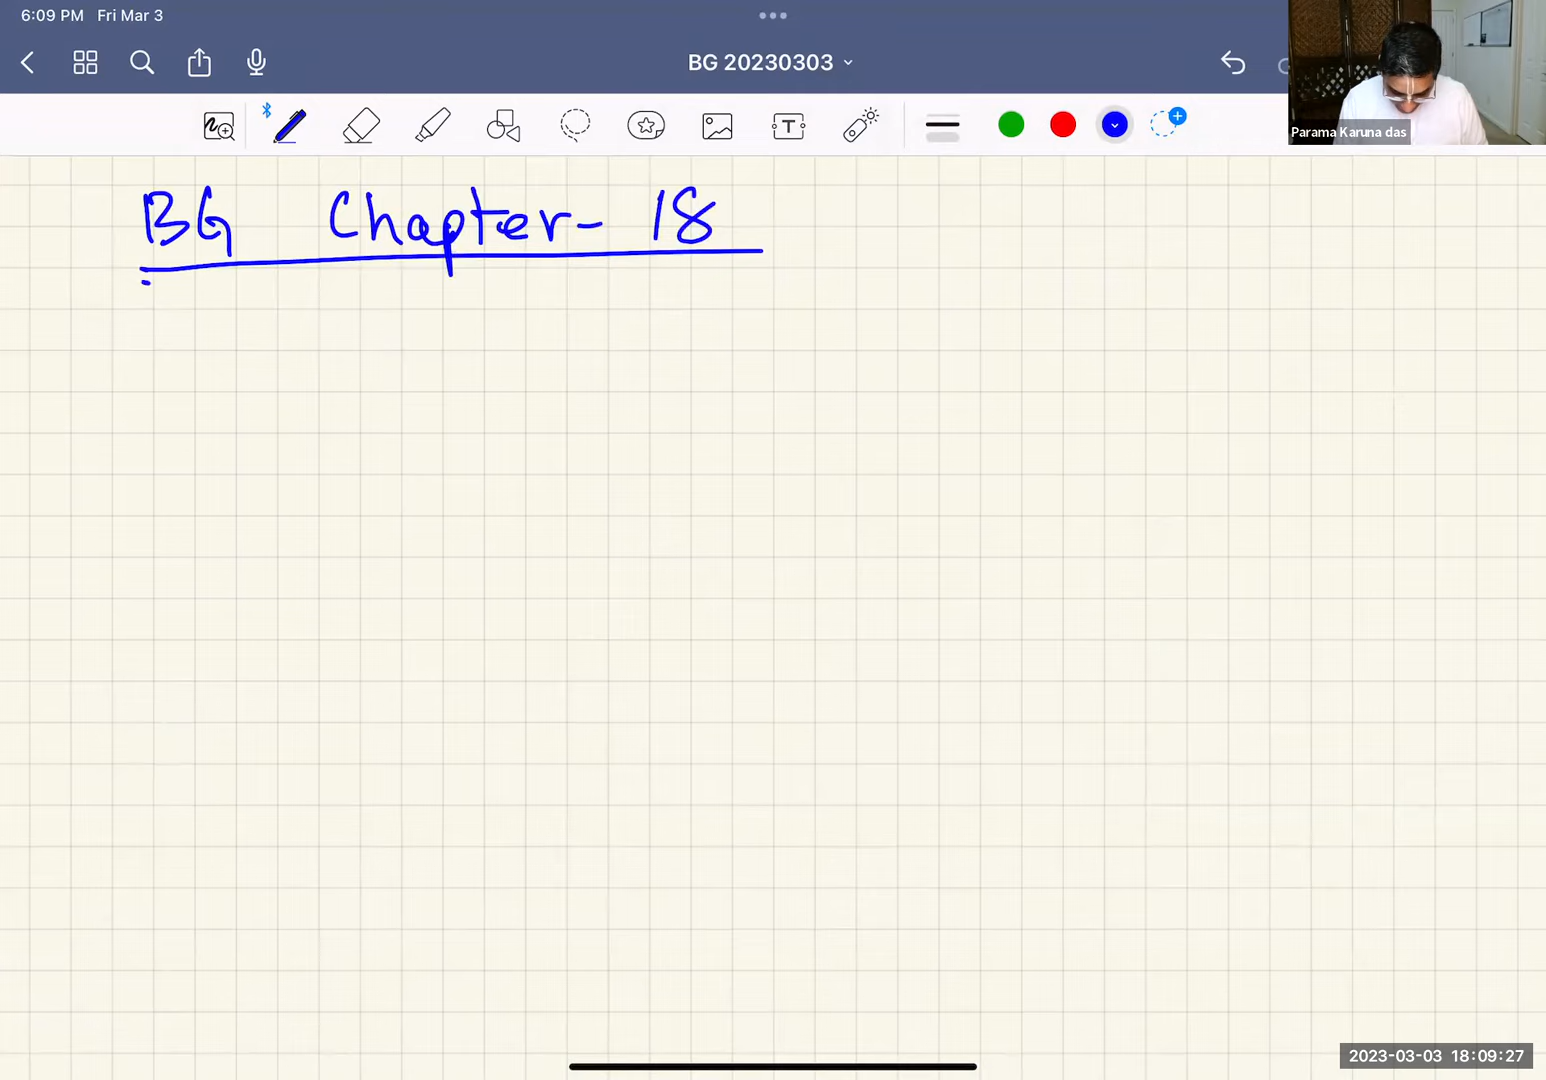 6:09 PM Fri Mar 3
BG 20230303
T
Parama Karuna das
BG Chapter- 18
2023-03-03 18:09:27